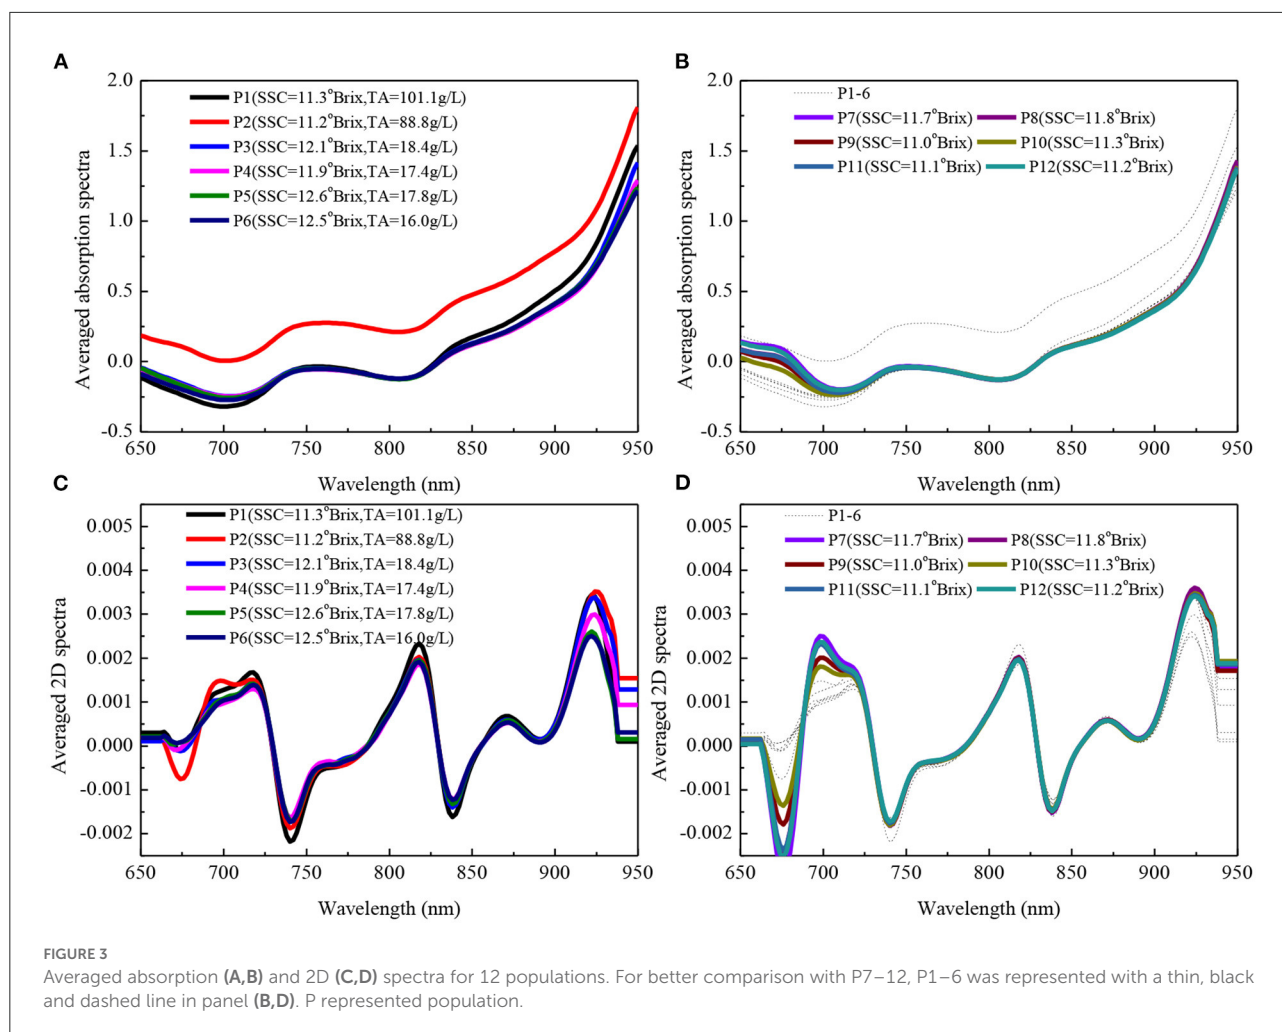 A
2.0
1.5
1.0
0.5
0.0
-0.5
Averaged absorption spectra
P1(SSC=11.3°Brix,TA=101.1g/L)
P2(SSC=11.2°Brix,TA=88.8g/L)
P3(SSC=12.1°Brix,TA=18.4g/L)
P4(SSC=11.9°Brix,TA=17.4g/L)
P5(SSC=12.6°Brix,TA=17.8g/L)
P6(SSC=12.5°Brix,TA=16.0g/L)
650 700 750 800 850 900 950
Wavelength (nm)
B
2.0
1.5
1.0
0.5
0.0
-0.5
Averaged absorption spectra
P1-6
P7(SSC=11.7°Brix) P8(SSC=11.8°Brix)
P9(SSC=11.0°Brix) P10(SSC=11.3°Brix)
P11(SSC=11.1°Brix) P12(SSC=11.2°Brix)
650 700 750 800 850 900 950
Wavelength (nm)
C
0.005
0.004
0.003
0.002
0.001
0.000
-0.001
-0.002
Averaged 2D spectra
P1(SSC=11.3°Brix,TA=101.1g/L)
P2(SSC=11.2°Brix,TA=88.8g/L)
P3(SSC=12.1°Brix,TA=18.4g/L)
P4(SSC=11.9°Brix,TA=17.4g/L)
P5(SSC=12.6°Brix,TA=17.8g/L)
P6(SSC=12.5°Brix,TA=16.0g/L)
650 700 750 800 850 900 950
Wavelength (nm)
D
0.005
0.004
0.003
0.002
0.001
0.000
-0.001
-0.002
Averaged 2D spectra
P1-6
P7(SSC=11.7°Brix) P8(SSC=11.8°Brix)
P9(SSC=11.0°Brix) P10(SSC=11.3°Brix)
P11(SSC=11.1°Brix) P12(SSC=11.2°Brix)
650 700 750 800 850 900 950
Wavelength (nm)
FIGURE 3
Averaged absorption (A,B) and 2D (C,D) spectra for 12 populations. For better comparison with P7–12, P1–6 was represented with a thin, black
and dashed line in panel (B,D). P represented population.